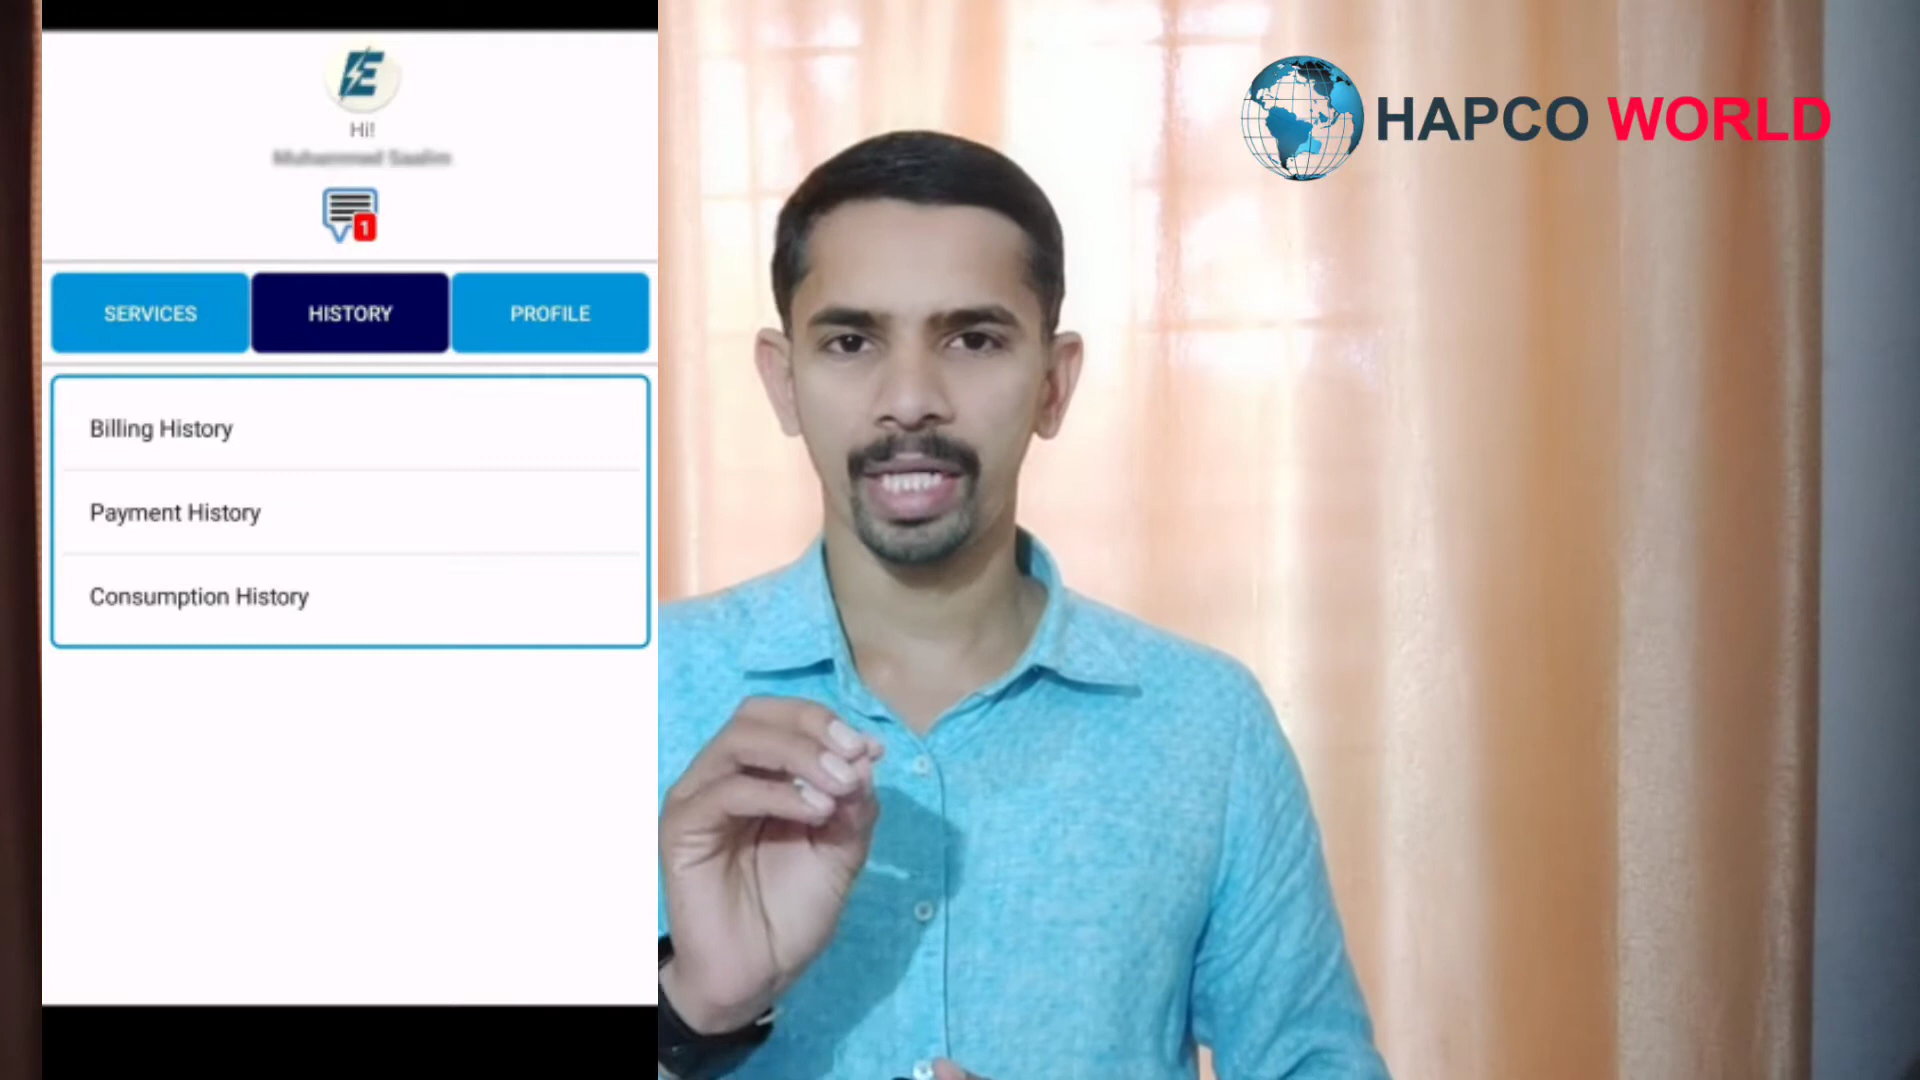 E
Hi!
1
SERVICES HISTORY PROFILE
Billing History
Payment History
Consumption History
HAPCO WORLD